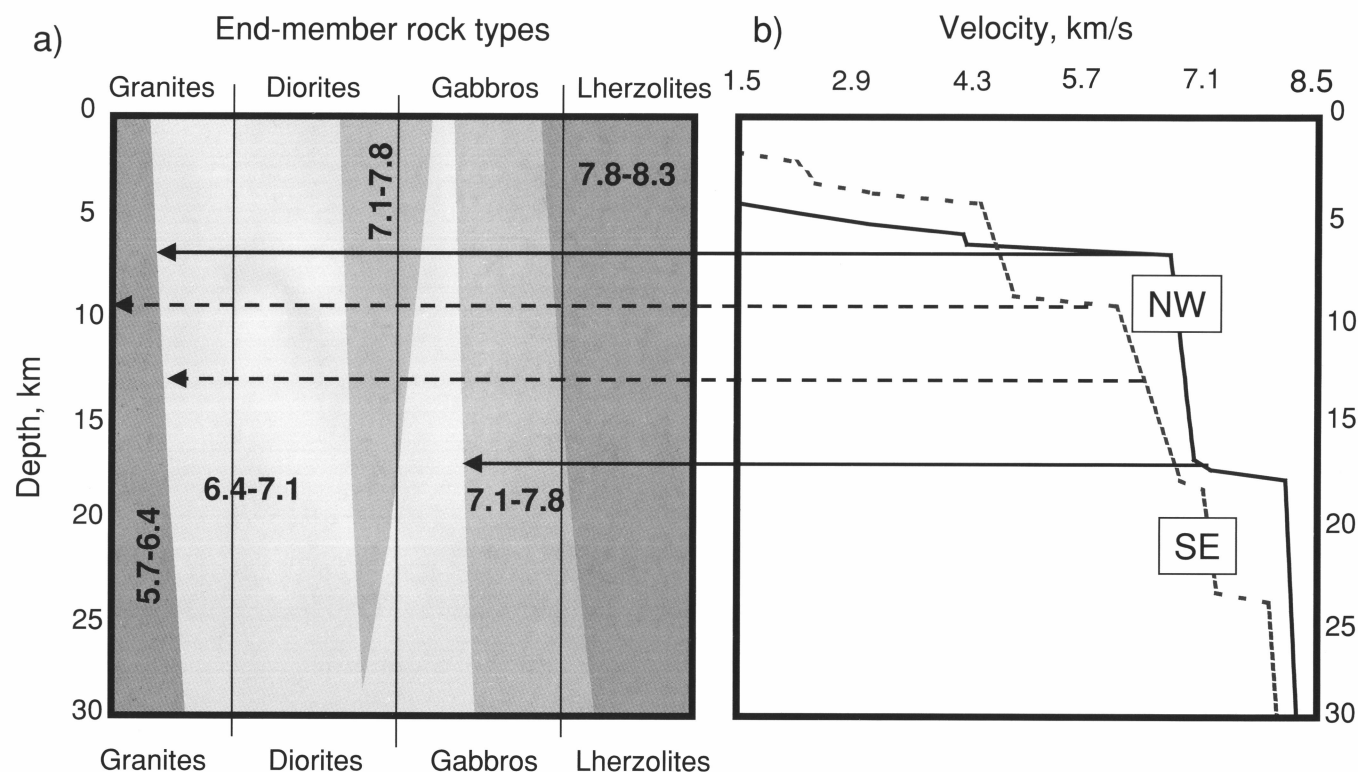 a)
End-member rock types
Granites Diorites Gabbros Lherzolites
0
5
10
15
20
25
30
Depth, km
7.1-7.8
7.8-8.3
6.4-7.1
7.1-7.8
5.7-6.4
Granites Diorites Gabbros Lherzolites
b)
Velocity, km/s
1.5 2.9 4.3 5.7 7.1 8.5
0
5
10
15
20
25
30
NW
SE